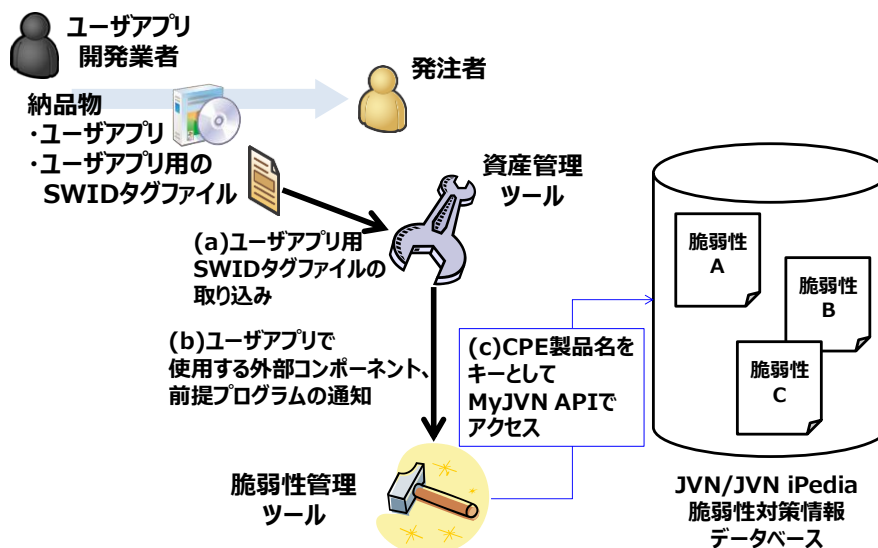 ユーザアプリ
開発業者
発注者
納品物
・ユーザアプリ
・ユーザアプリ用の
SWIDタグファイル
資産管理
ツール
(a)ユーザアプリ用
SWIDタグファイルの
取り込み
(b)ユーザアプリで
使用する外部コンポーネント、
前提プログラムの通知
(c)CPE製品名を
キーとして
MyJVN APIで
アクセス
脆弱性
A
脆弱性
B
脆弱性
C
脆弱性管理
ツール
JVN/JVN iPedia
脆弱性対策情報
データベース